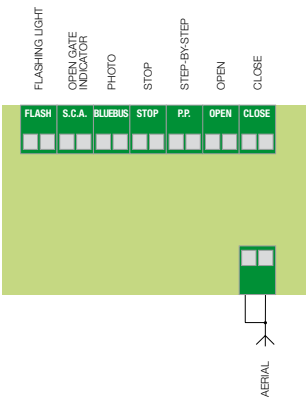 FLASHING LIGHT
OPEN GATE
INDICATOR
PHOTO
STOP
STEP-BY-STEP
OPEN
CLOSE
FLASH
S.C.A.
BLUEBUS
STOP
P.P.
OPEN
CLOSE
AERIAL